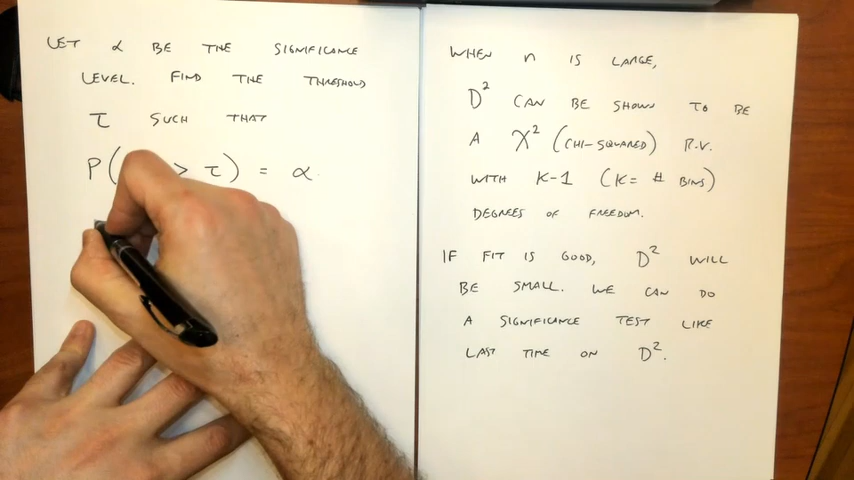 LET α BE THE SIGNIFICANCE
LEVEL. FIND THE THRESHOLD
τ SUCH THAT
P( > τ) = α.
WHEN n IS LARGE,
D² CAN BE SHOWN TO BE
A χ² (CHI-SQUARED) R.V.
WITH K-1 (K= # BINS)
DEGREES OF FREEDOM.
IF FIT IS GOOD, D² WILL
BE SMALL. WE CAN DO
A SIGNIFICANCE TEST LIKE
LAST TIME ON D².